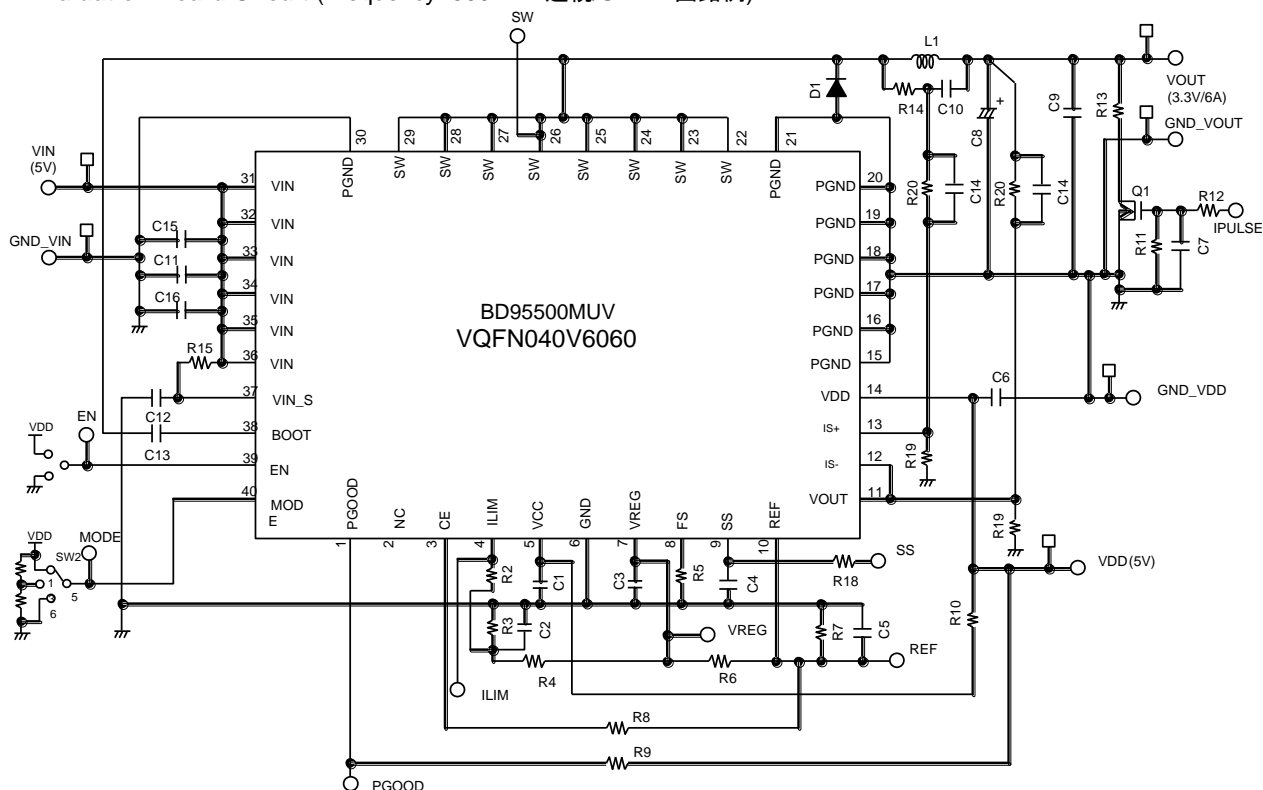 SW
L1
VOUT
(3.3V/6A)
D1
R14
C10
C8
+
C9
R13
GND_VOUT
30
29
28
27
26
25
24
23
22
21
PGND
SW
SW
SW
SW
SW
SW
SW
SW
PGND
VIN
(5V)
31
VIN
PGND
20
R20
C14
R20
C14
Q1
R12
IPULSE
R11
C7
32
VIN
PGND
19
GND_VIN
C15
33
VIN
PGND
18
C11
34
VIN
PGND
17
C16
35
VIN
PGND
16
R15
36
VIN
PGND
15
BD95500MUV
VQFN040V6060
37
VIN_S
VDD
14
C6
GND_VDD
C12
38
BOOT
IS+
13
C13
EN
VDD
39
EN
IS-
12
R19
40
MOD
E
VOUT
11
R19
PGOOD
NC
CE
ILIM
VCC
GND
VREG
FS
SS
REF
1
2
3
4
5
6
7
8
9
10
VDD
SW2
MODE
1
5
6
R2
C1
C3
R5
C4
R18
SS
VDD(5V)
R3
C2
VREG
R7
C5
R10
R4
R6
REF
ILIM
R8
R9
PGOOD